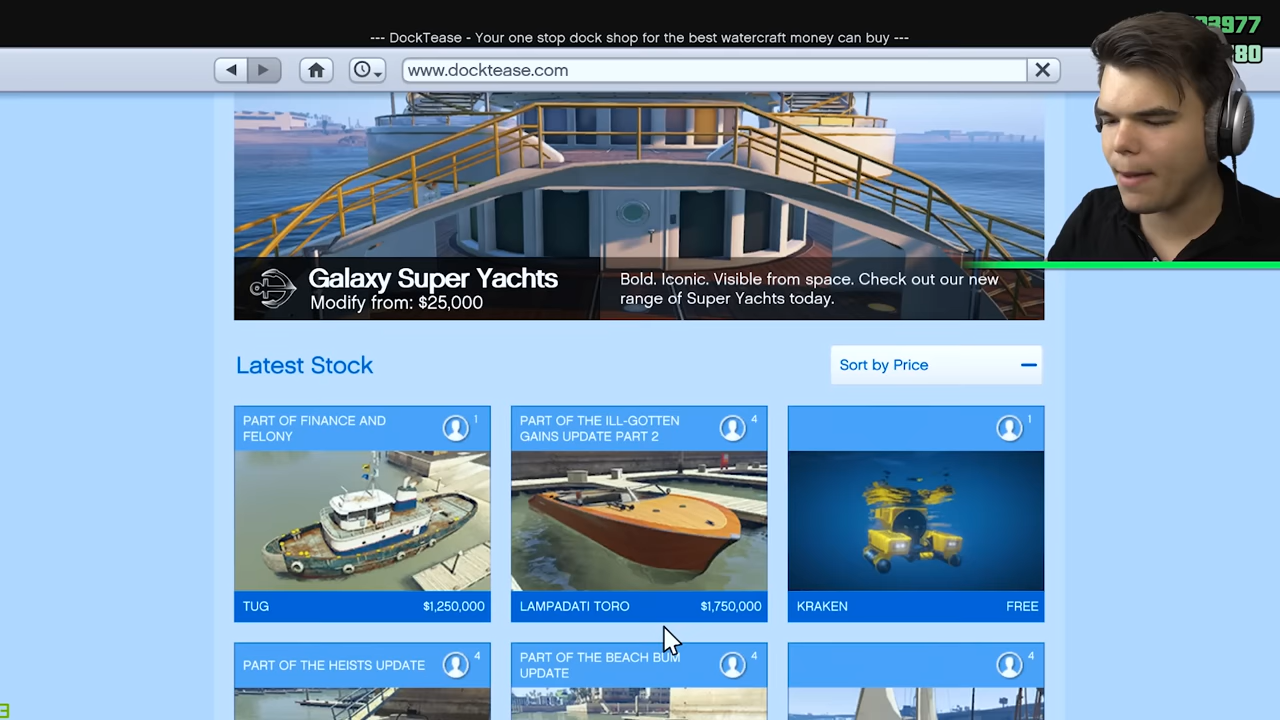 3977
80
--- DockTease - Your one stop dock shop for the best watercraft money can buy ---
www.docktease.com
Galaxy Super Yachts
Modify from: $25,000
Bold. Iconic. Visible from space. Check out our new
range of Super Yachts today.
Latest Stock
Sort by Price
PART OF FINANCE AND
FELONY
1
TUG
$1,250,000
PART OF THE ILL-GOTTEN
GAINS UPDATE PART 2
4
LAMPADATI TORO
$1,750,000
1
KRAKEN
FREE
PART OF THE HEISTS UPDATE
4
PART OF THE BEACH BUM
UPDATE
4
4
3